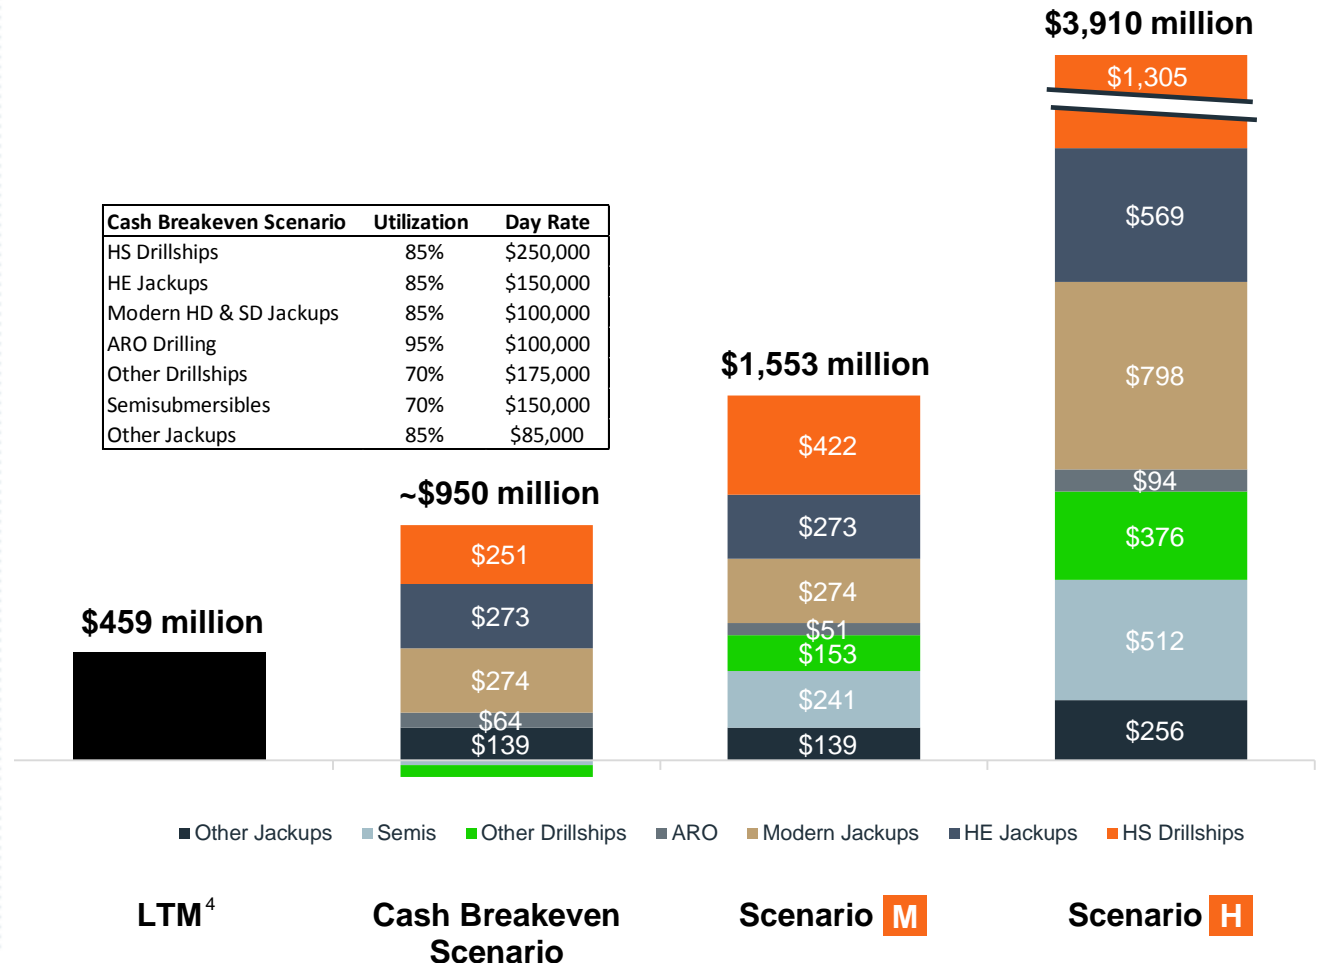 $3,910 million
$1,305
$569
$798
$94
$376
$512
$256
Cash Breakeven Scenario Utilization Day Rate
HS Drillships 85% $250,000
HE Jackups 85% $150,000
Modern HD & SD Jackups 85% $100,000
ARO Drilling 95% $100,000
Other Drillships 70% $175,000
Semisubmersibles 70% $150,000
Other Jackups 85% $85,000
$1,553 million
$422
$273
$274
$51
$153
$241
$139
~$950 million
$251
$273
$274
$64
$139
$459 million
Other Jackups Semis Other Drillships ARO Modern Jackups HE Jackups HS Drillships
LTM4
Cash Breakeven
Scenario
Scenario M
Scenario H